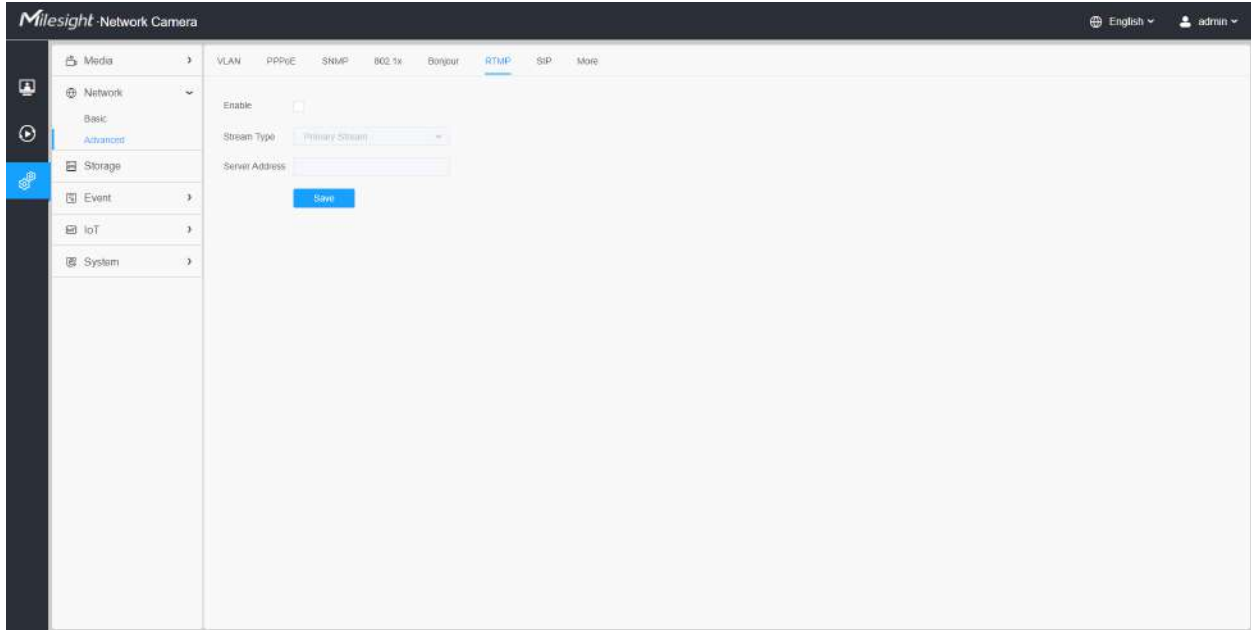 Milesight-Network Camera
English
admin
Media
Network
Basic
Advanced
Storage
Event
IoT
System
VLAN PPPoE SNMP 802.1x Bonjour RTMP SIP More
Enable
Stream Type Primary Stream
Server Address
Save